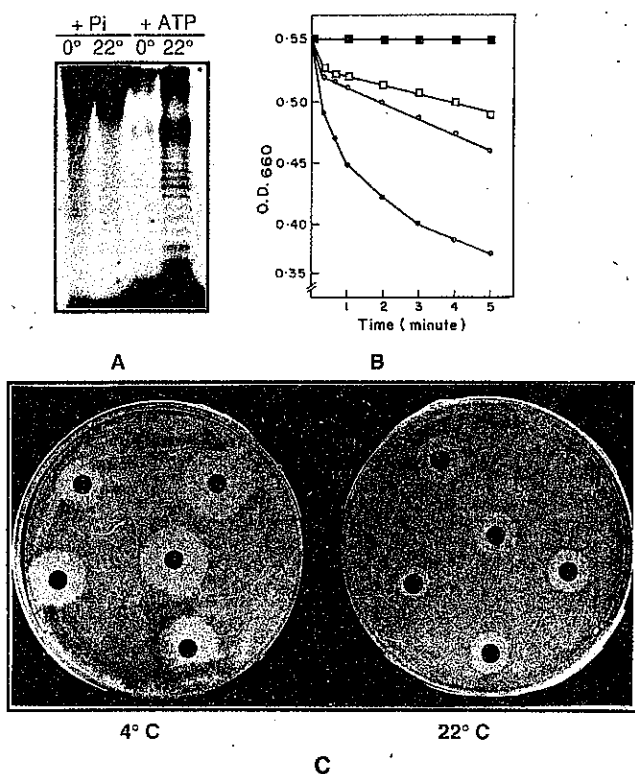 + Pi + ATP
0° 22° 0° 22°
A
0·55
0·50
0·45
0·40
0·35
O.D. 660
1 2 3 4 5
Time (minute)
B
4° C 22° C
C